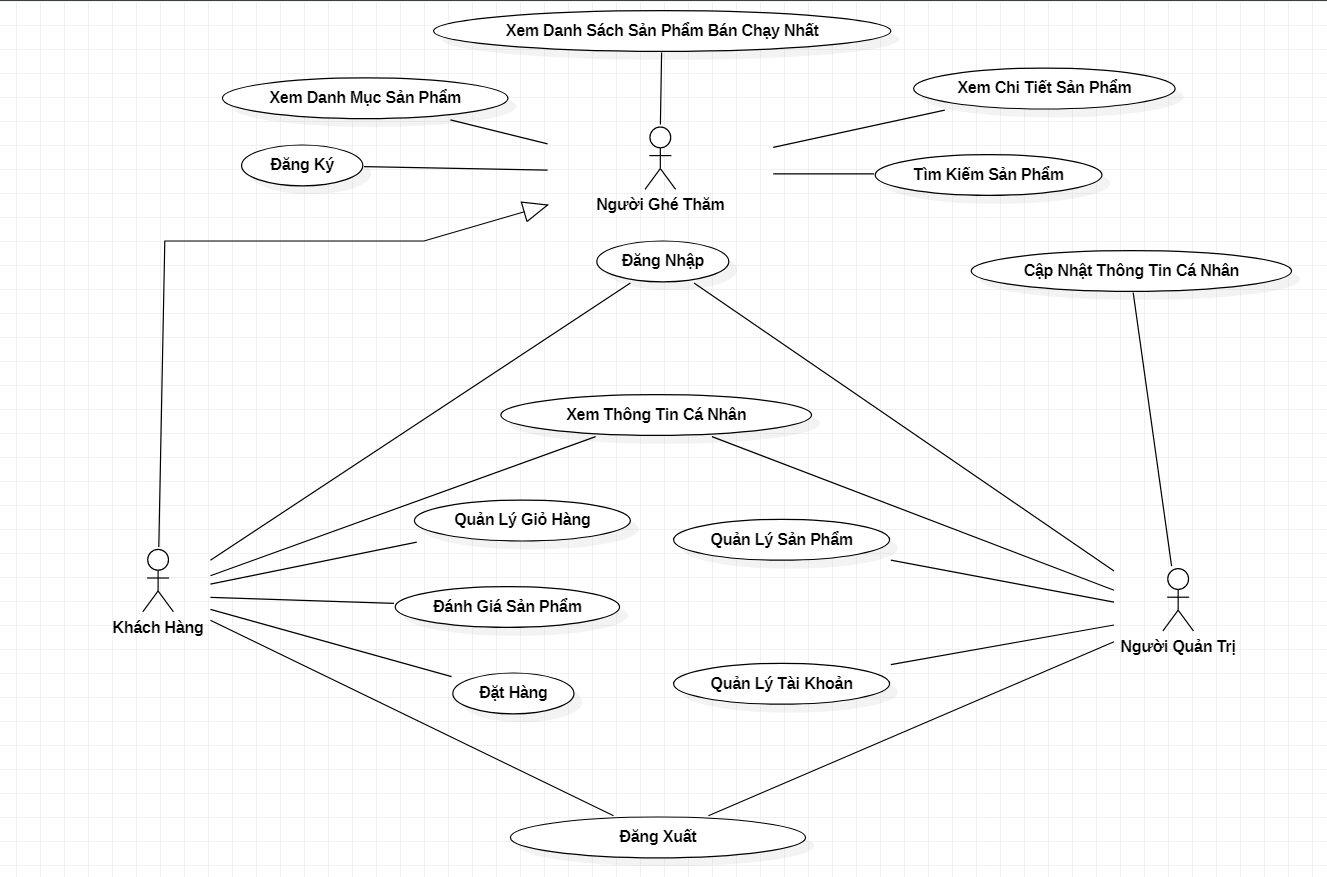 Xem Danh Sách Sản Phẩm Bán Chạy Nhất
Xem Danh Mục Sản Phẩm
Xem Chi Tiết Sản Phẩm
Đăng Ký
Tìm Kiếm Sản Phẩm
Người Ghé Thăm
Đăng Nhập
Cập Nhật Thông Tin Cá Nhân
Xem Thông Tin Cá Nhân
Quản Lý Giỏ Hàng
Quản Lý Sản Phẩm
Đánh Giá Sản Phẩm
Khách Hàng
Người Quản Trị
Quản Lý Tài Khoản
Đặt Hàng
Đăng Xuất